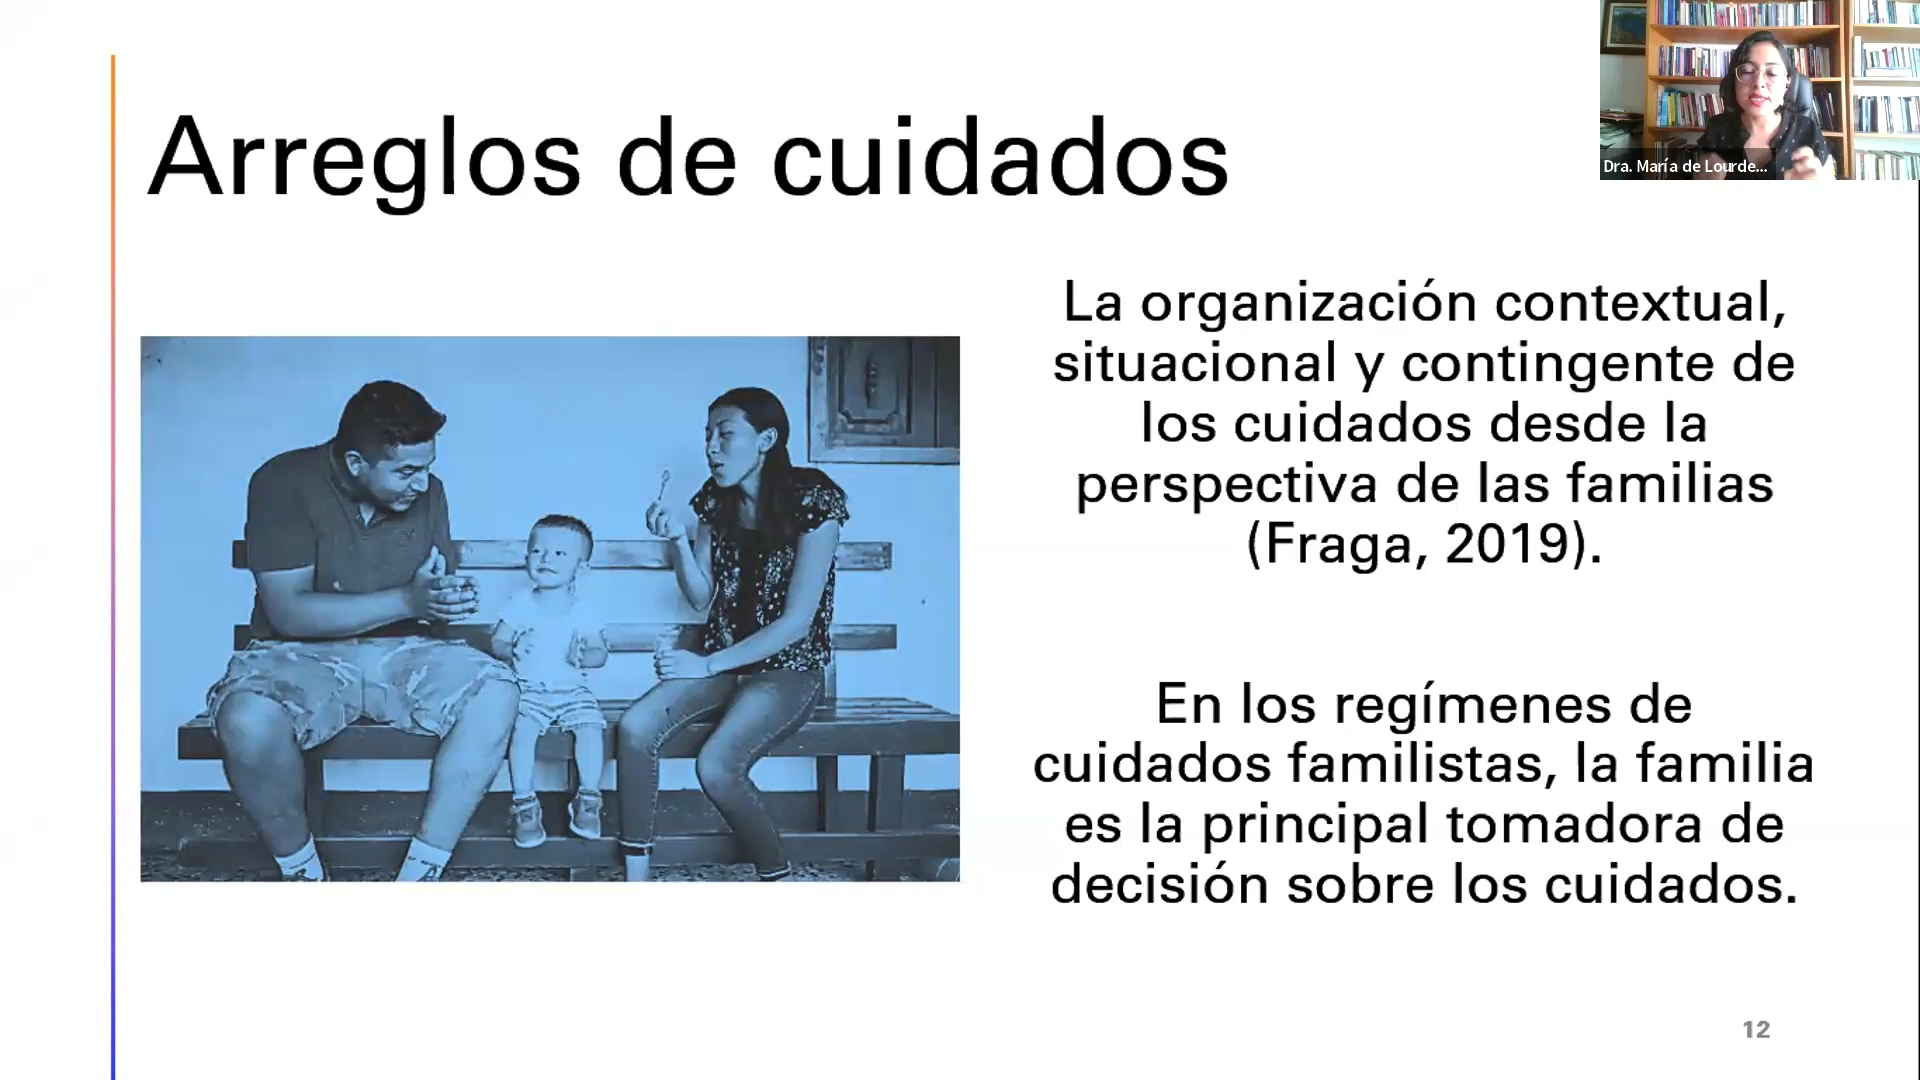 Arreglos de cuidados
Dra. María de Lourde...
La organización contextual,
situacional y contingente de
los cuidados desde la
perspectiva de las familias
(Fraga, 2019).
En los regímenes de
cuidados familistas, la familia
es la principal tomadora de
decisión sobre los cuidados.
12